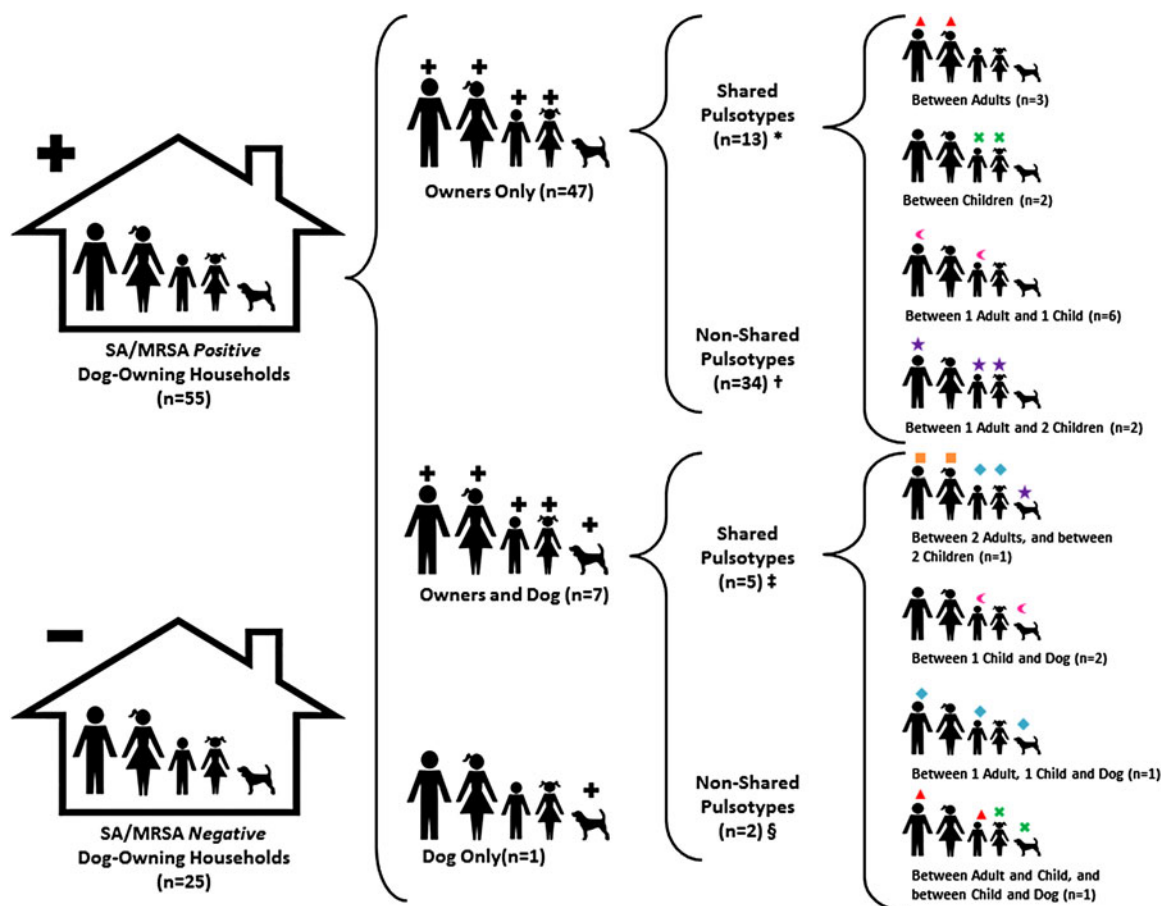 SA/MRSA Positive
Dog-Owning Households
(n=55)
SA/MRSA Negative
Dog-Owning Households
(n=25)
Owners Only (n=47)
Owners and Dog (n=7)
Dog Only(n=1)
Shared
Pulsotypes
(n=13) *
Non-Shared
Pulsotypes
(n=34) †
Shared
Pulsotypes
(n=5) ‡
Non-Shared
Pulsotypes
(n=2) §
Between Adults (n=3)
Between Children (n=2)
Between 1 Adult and 1 Child (n=6)
Between 1 Adult and 2 Children (n=2)
Between 2 Adults, and between
2 Children (n=1)
Between 1 Child and Dog (n=2)
Between 1 Adult, 1 Child and Dog (n=1)
Between Adult and Child, and
between Child and Dog (n=1)